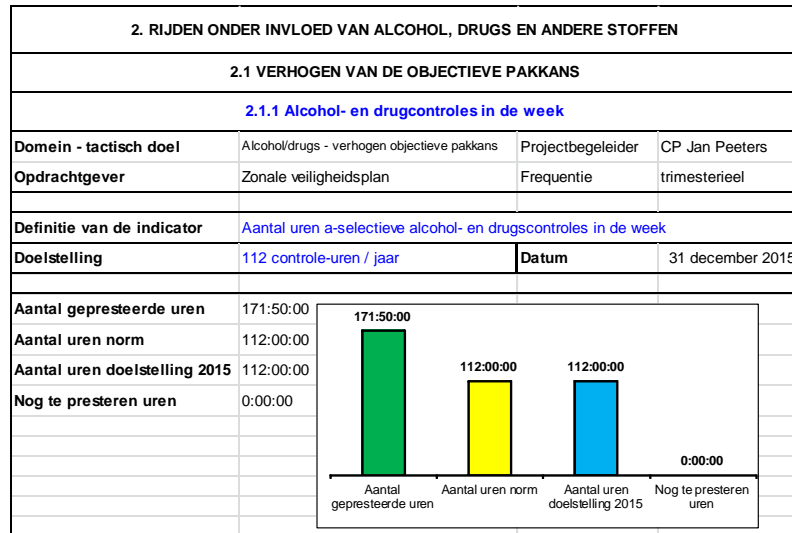 2. RIJDEN ONDER INVLOED VAN ALCOHOL, DRUGS EN ANDERE STOFFEN
2.1 VERHOGEN VAN DE OBJECTIEVE PAKKANS
2.1.1 Alcohol- en drugcontroles in de week
Domein - tactisch doel Alcohol/drugs - verhogen objectieve pakkans Projectbegeleider CP Jan Peeters
Opdrachtgever Zonale veiligheidsplan Frequentie trimesterieel
Definitie van de indicator Aantal uren a-selectieve alcohol- en drugscontroles in de week
Doelstelling 112 controle-uren / jaar Datum 31 december 2015
Aantal gepresteerde uren 171:50:00
Aantal uren norm 112:00:00
Aantal uren doelstelling 2015 112:00:00
Nog te presteren uren 0:00:00
171:50:00
112:00:00
112:00:00
0:00:00
Aantal
gepresteerde uren
Aantal uren norm
Aantal uren
doelstelling 2015
Nog te presteren
uren